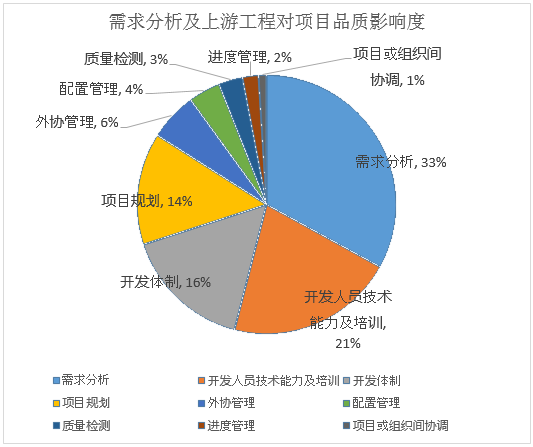 需求分析及上游工程对项目品质影响度
进度管理, 2%
项目或组织间
协调, 1%
质量检测, 3%
配置管理, 4%
外协管理, 6%
需求分析, 33%
项目规划, 14%
开发体制, 16%
开发人员技术
能力及培训,
21%
需求分析
开发人员技术能力及培训
开发体制
项目规划
外协管理
配置管理
质量检测
进度管理
项目或组织间协调